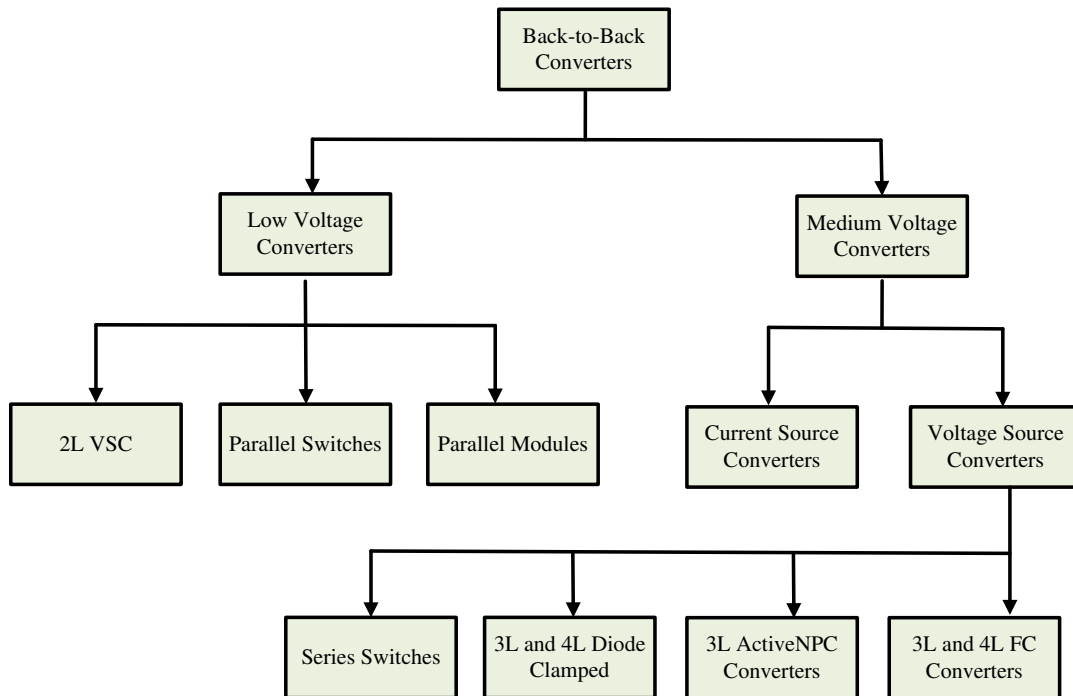 Back-to-Back
Converters
Low Voltage
Converters
Medium Voltage
Converters
2L VSC
Parallel Switches
Parallel Modules
Current Source
Converters
Voltage Source
Converters
Series Switches
3L and 4L Diode
Clamped
3L ActiveNPC
Converters
3L and 4L FC
Converters